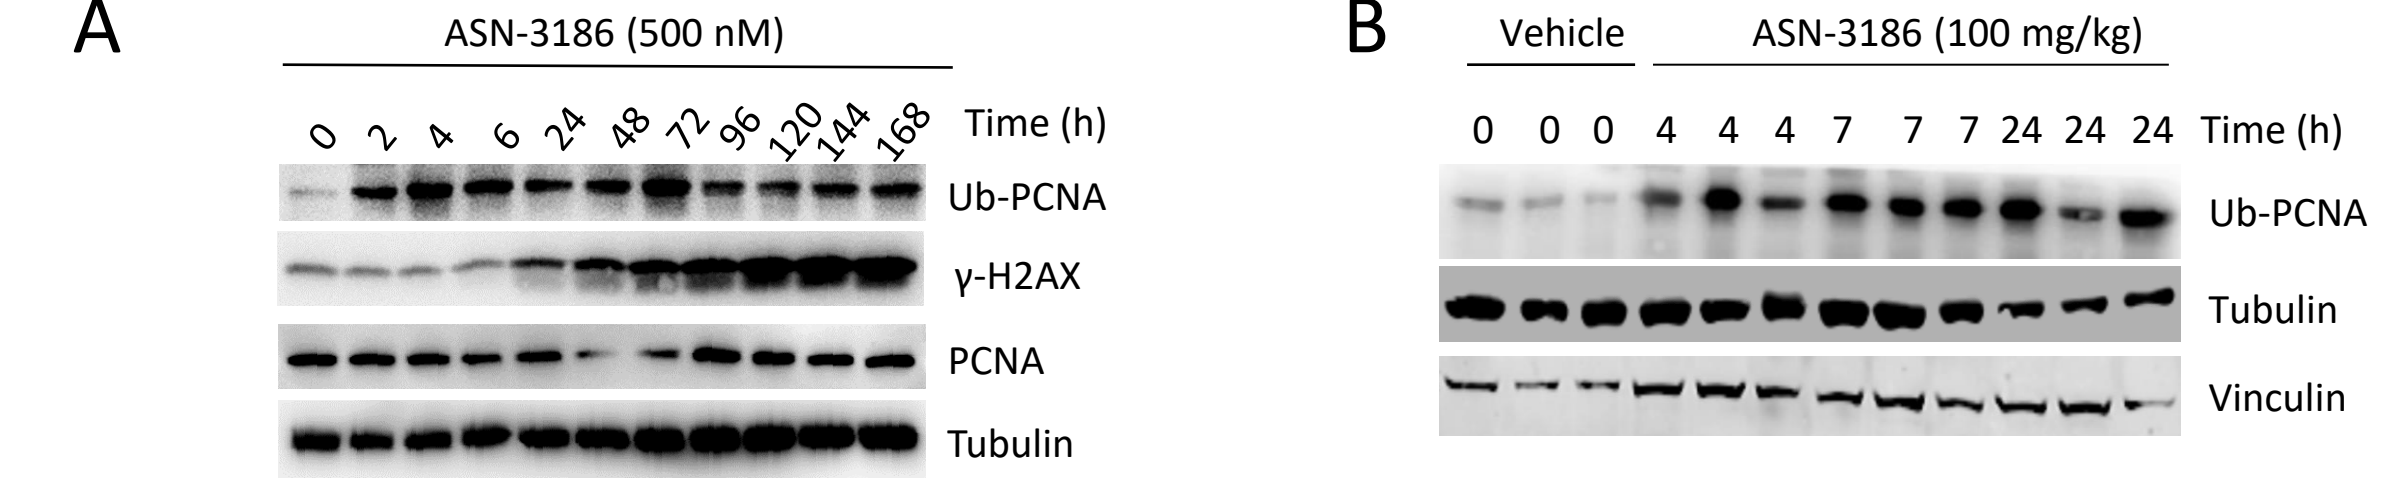 A
ASN-3186 (500 nM)
0 2 4 6 24 48 72 96 120 144 168 Time (h)
Ub-PCNA
γ-H2AX
PCNA
Tubulin
B
Vehicle ASN-3186 (100 mg/kg)
0 0 0 4 4 4 7 7 7 24 24 24 Time (h)
Ub-PCNA
Tubulin
Vinculin